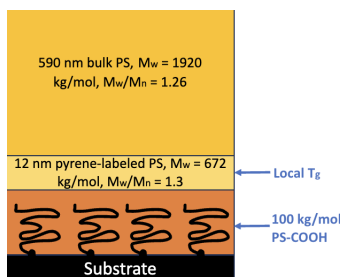 590 nm bulk PS, Mw = 1920
kg/mol, Mw/Mn = 1.26
12 nm pyrene-labeled PS, Mw = 672
kg/mol, Mw/Mn = 1.3
Local Tg
100 kg/mol
PS-COOH
Substrate